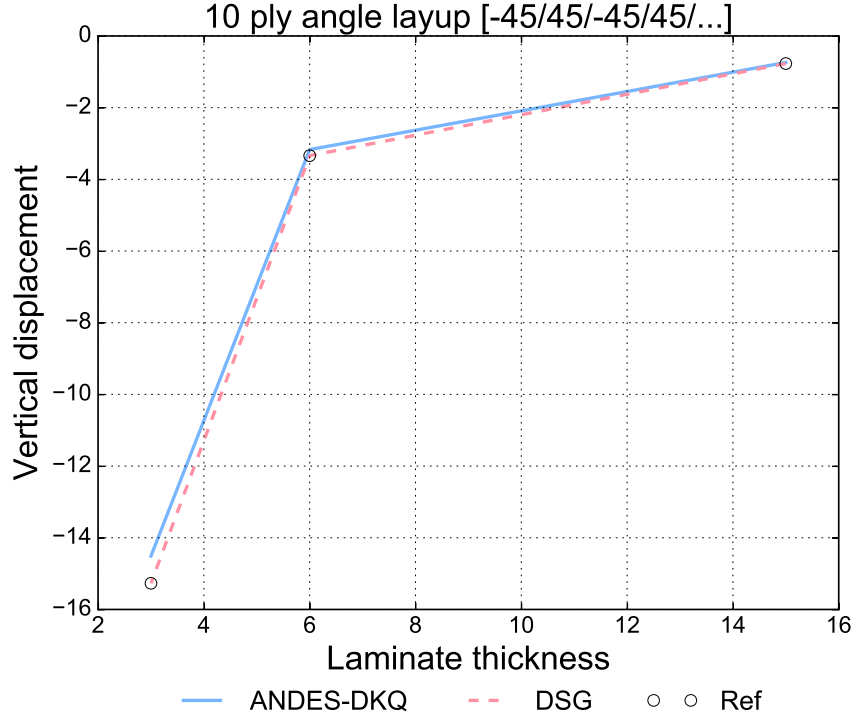 10 ply angle layup [-45/45/-45/45/...]
0
−2
−4
−6
−8
−10
−12
−14
−16
Vertical displacement
2 4 6 8 10 12 14 16
Laminate thickness
ANDES-DKQ DSG Ref